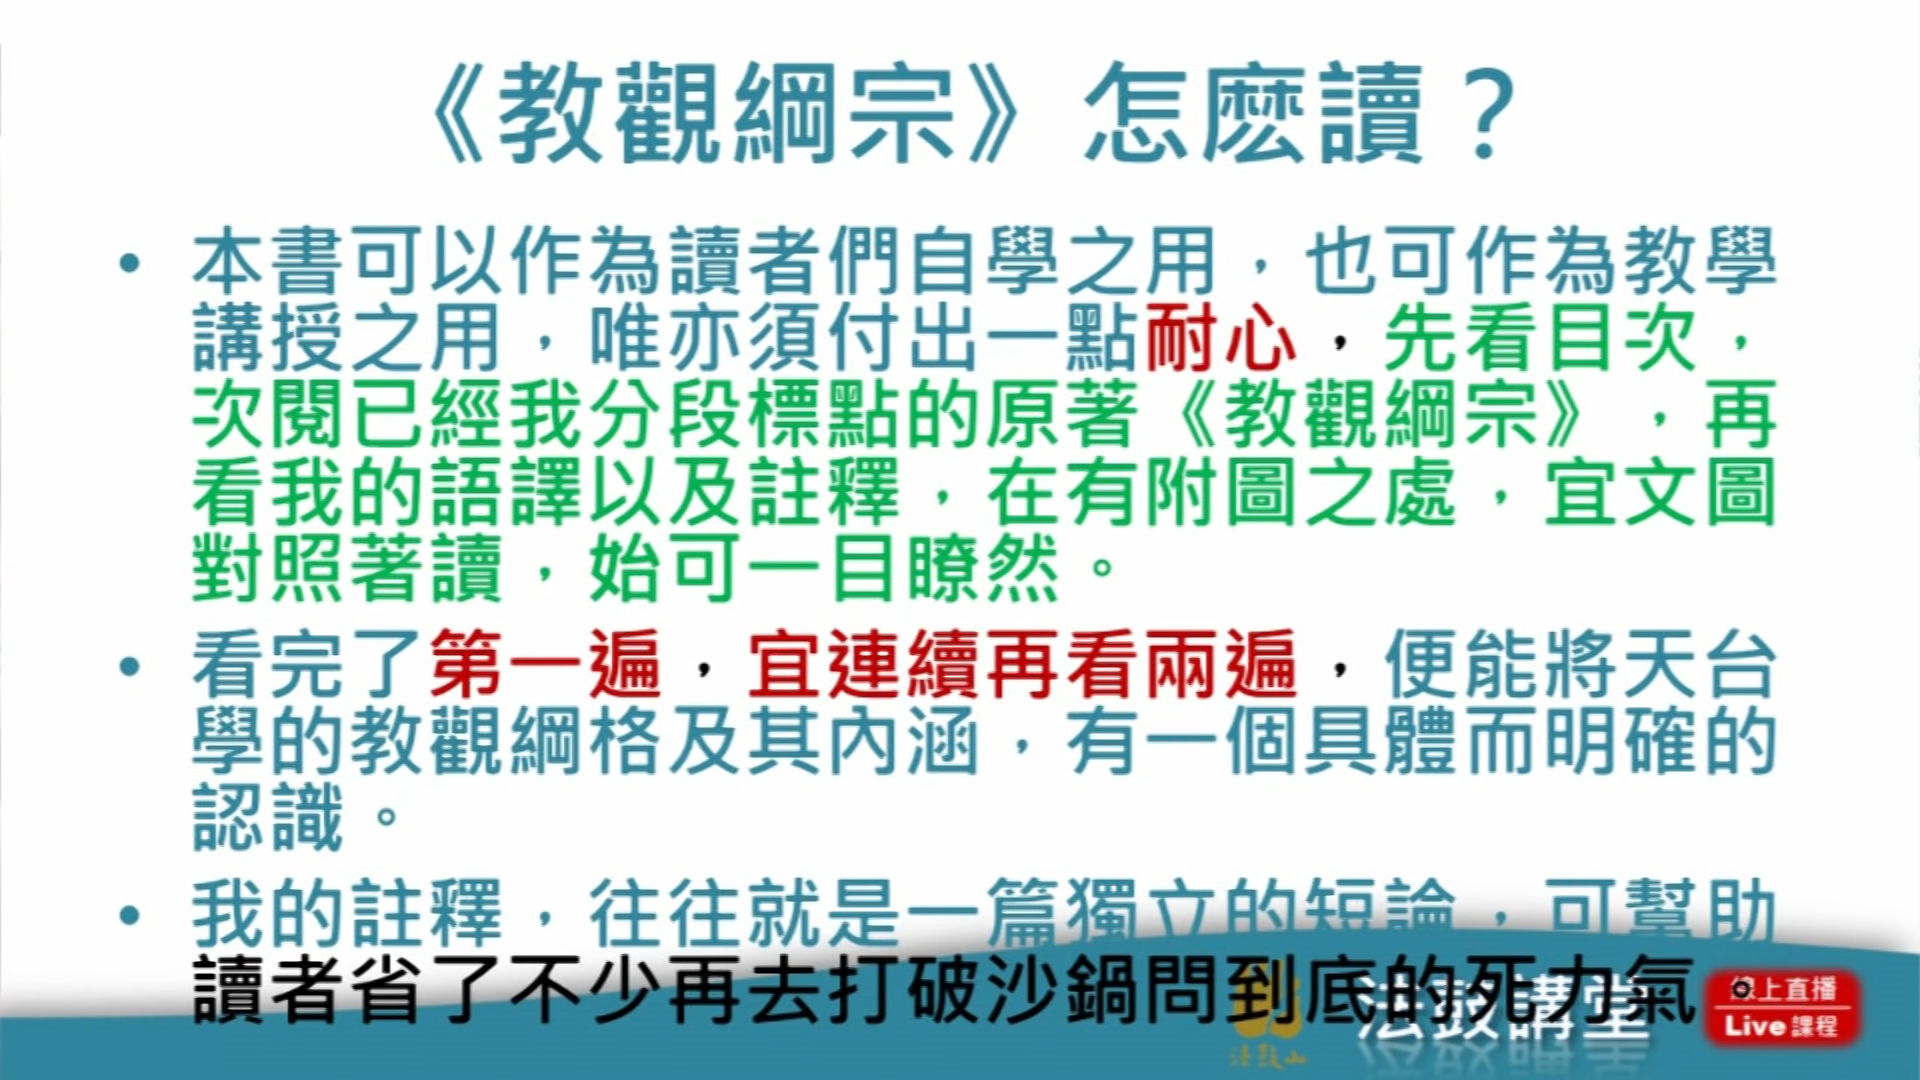 《教觀綱宗》怎麼讀？
• 本書可以作為讀者們自學之用，也可作為教學
講授之用，唯亦須付出一點耐心，先看目次，
次閱已經我分段標點的原著《教觀綱宗》，再
看我的語譯以及註釋，在有附圖之處，宜文圖
對照著讀，始可一目瞭然。
• 看完了第一遍，宜連續再看兩遍，便能將天台
學的教觀綱格及其內涵，有一個具體而明確的
認識。
• 我的註釋，往往就是一篇獨立的短論，可幫助
讀者省了不少再去打破沙鍋問到底的死力氣
法鼓山
法鼓講堂
線上直播
Live 課程